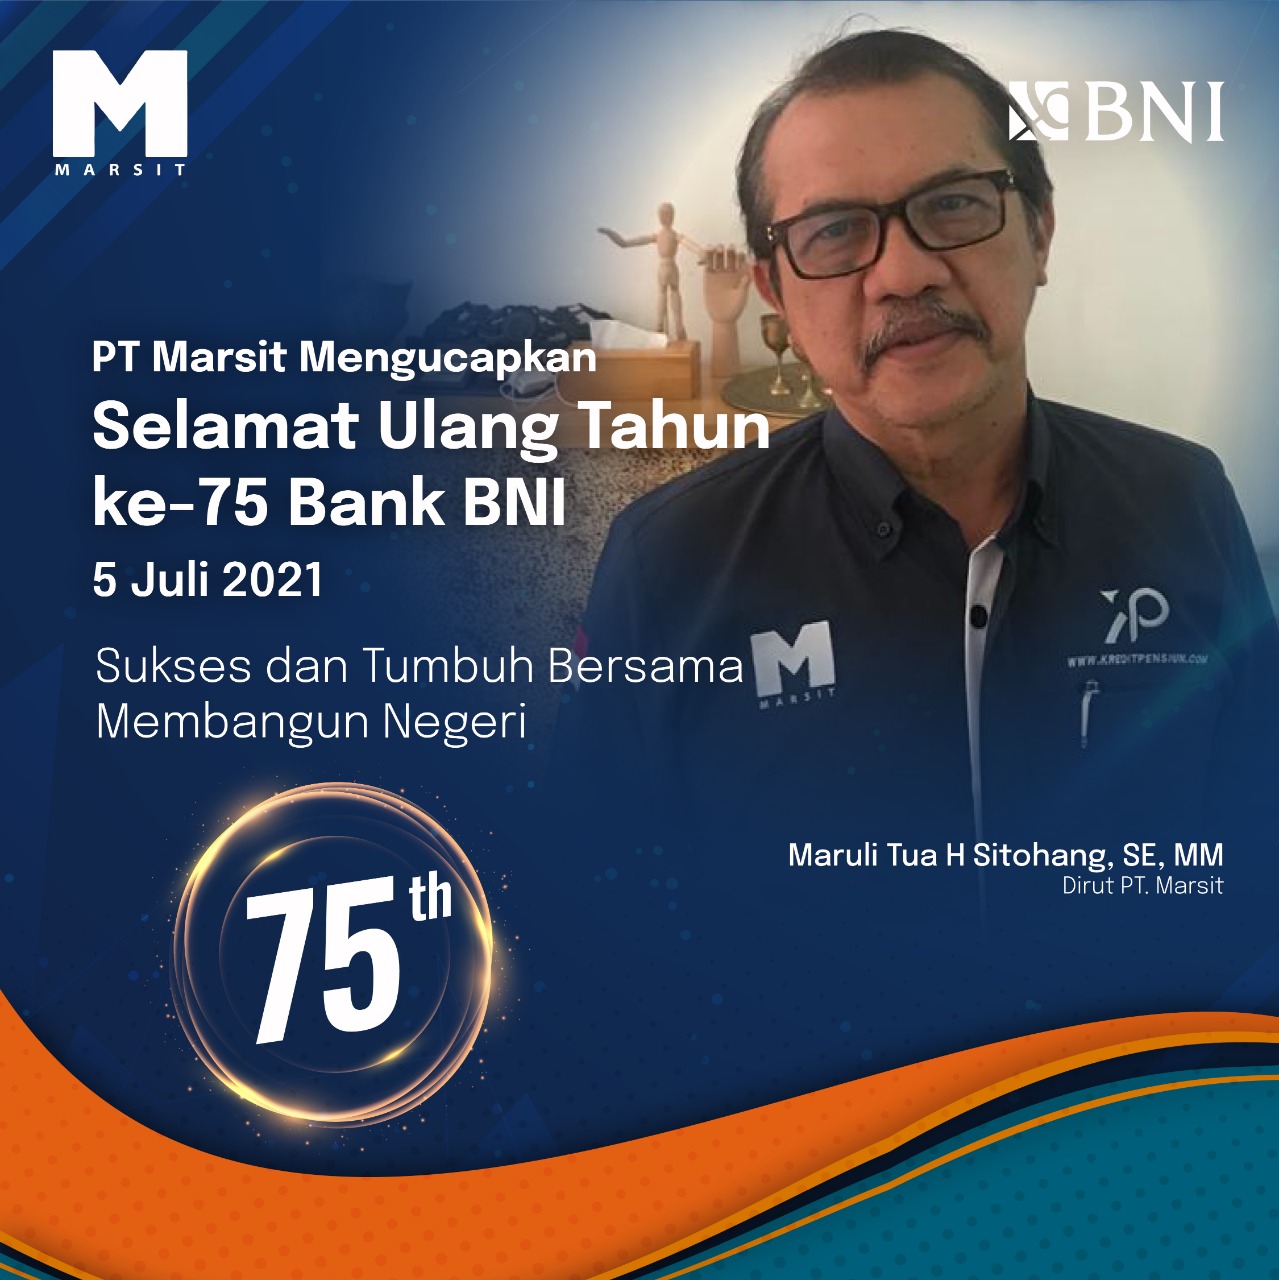 M
MARSIT
BNI
PT Marsit Mengucapkan
Selamat Ulang Tahun
ke-75 Bank BNI
5 Juli 2021
Sukses dan Tumbuh Bersama
Membangun Negeri
M
MARSIT
iP
WWW.KREDITPENSIUN.COM
75th
Maruli Tua H Sitohang, SE, MM
Dirut PT. Marsit